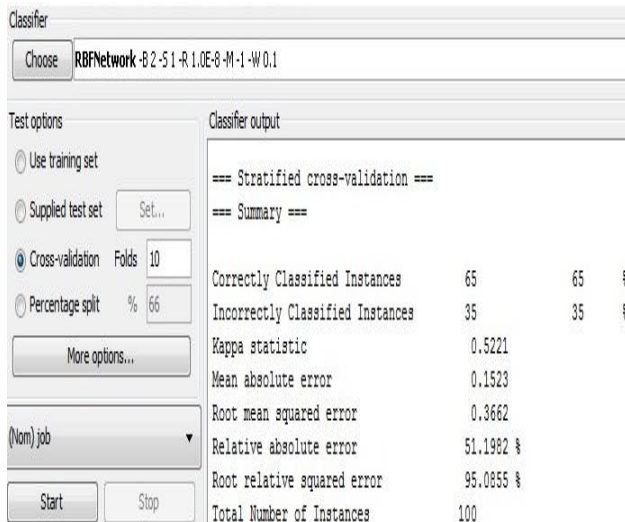 Classifier
Choose RBFNetwork -B 2 -S 1 -R 1.0E-8 -M -1 -W 0.1
Test options
Use training set
Supplied test set Set...
Cross-validation Folds 10
Percentage split % 66
More options...
(Nom) job
Start Stop
Classifier output
=== Stratified cross-validation ===
=== Summary ===
Correctly Classified Instances 65 65 %
Incorrectly Classified Instances 35 35 %
Kappa statistic 0.5221
Mean absolute error 0.1523
Root mean squared error 0.3662
Relative absolute error 51.1982 %
Root relative squared error 95.0855 %
Total Number of Instances 100